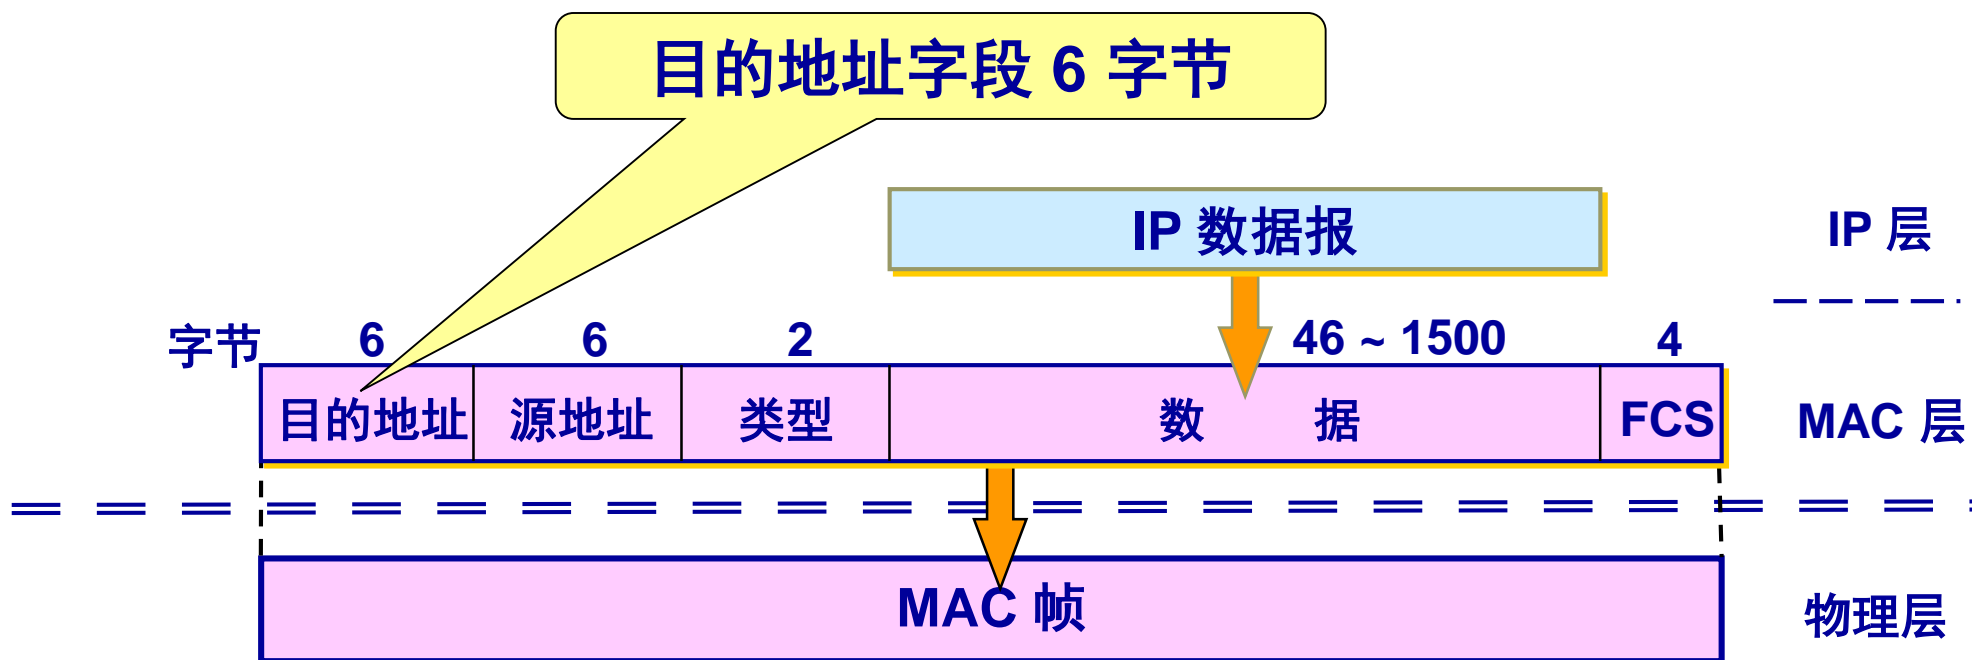 目的地址字段 6 字节
IP 数据报
IP 层
字节 6 6 2 46 ~ 1500 4
目的地址 源地址 类型 数 据 FCS
MAC 层
MAC 帧
物理层